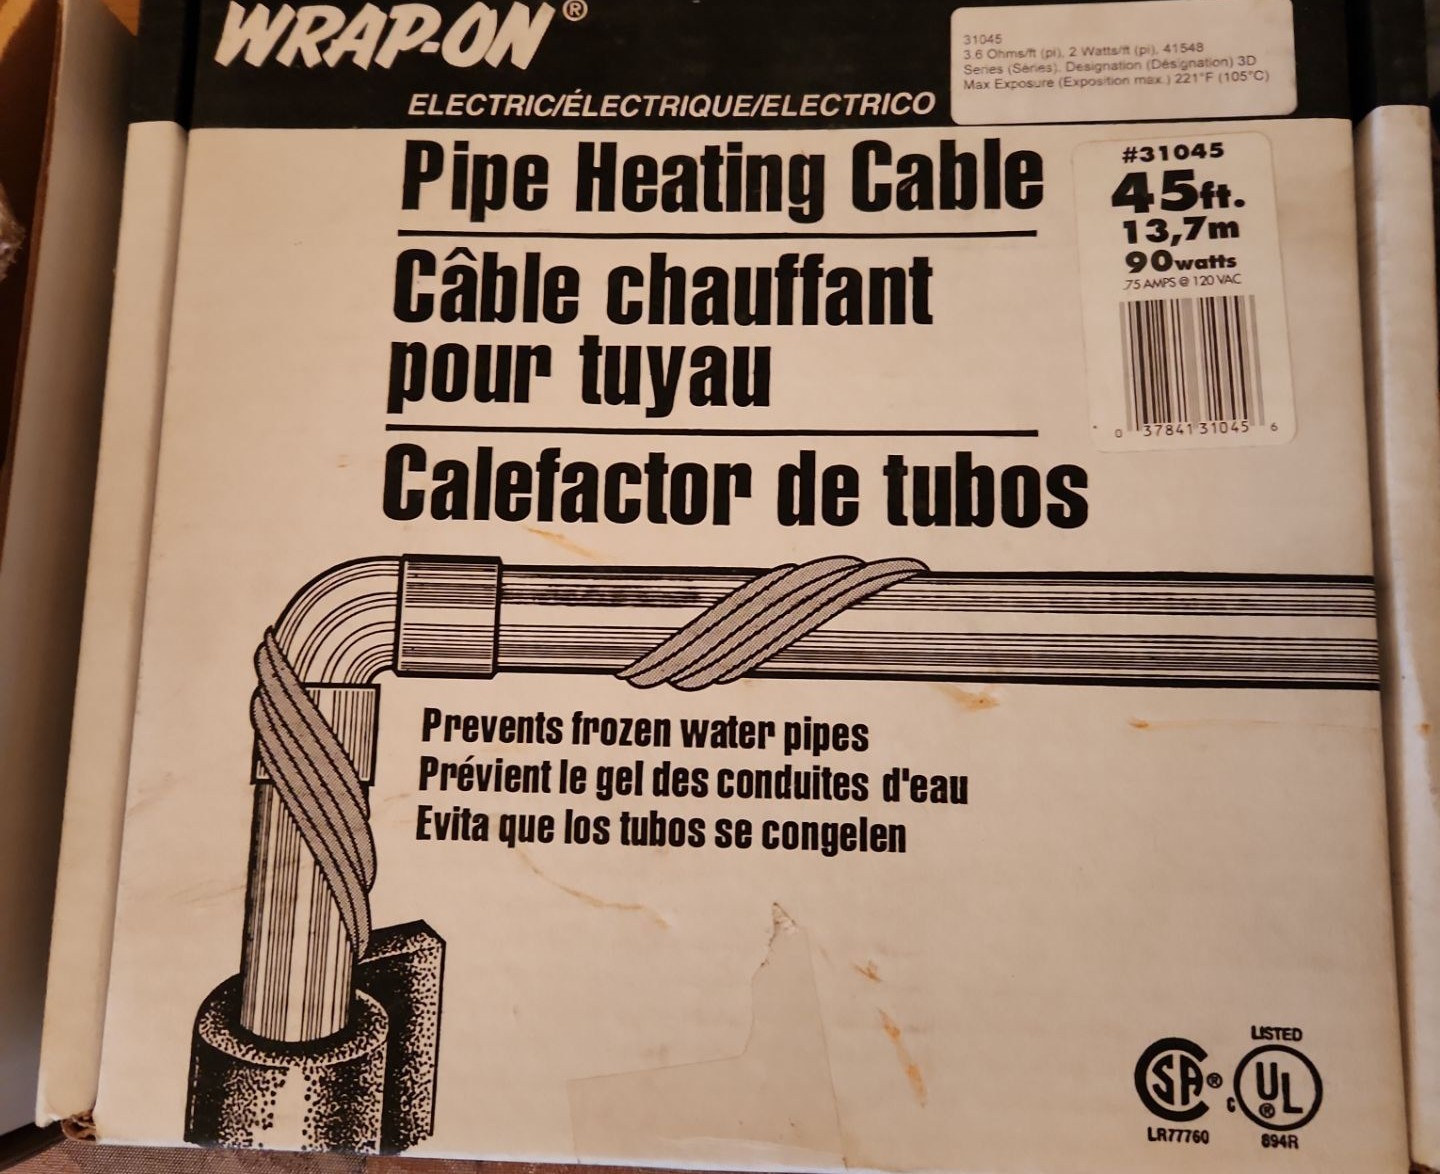 WRAP-ON®
ELECTRIC/ÉLECTRIQUE/ELECTRICO
31045
3.6 Ohms/ft (pi), 2 Watts/ft (pi), 41548
Series (Séries), Designation (Désignation) 3D
Max Exposure (Exposition max.) 221°F (105°C)
Pipe Heating Cable
Câble chauffant
pour tuyau
Calefactor de tubos
#31045
45ft.
13,7m
90watts
.75 AMPS @ 120 VAC
0 37841 31045 6
Prevents frozen water pipes
Prévient le gel des conduites d'eau
Evita que los tubos se congelen
SA®
LR77760
LISTED
c UL®
894R